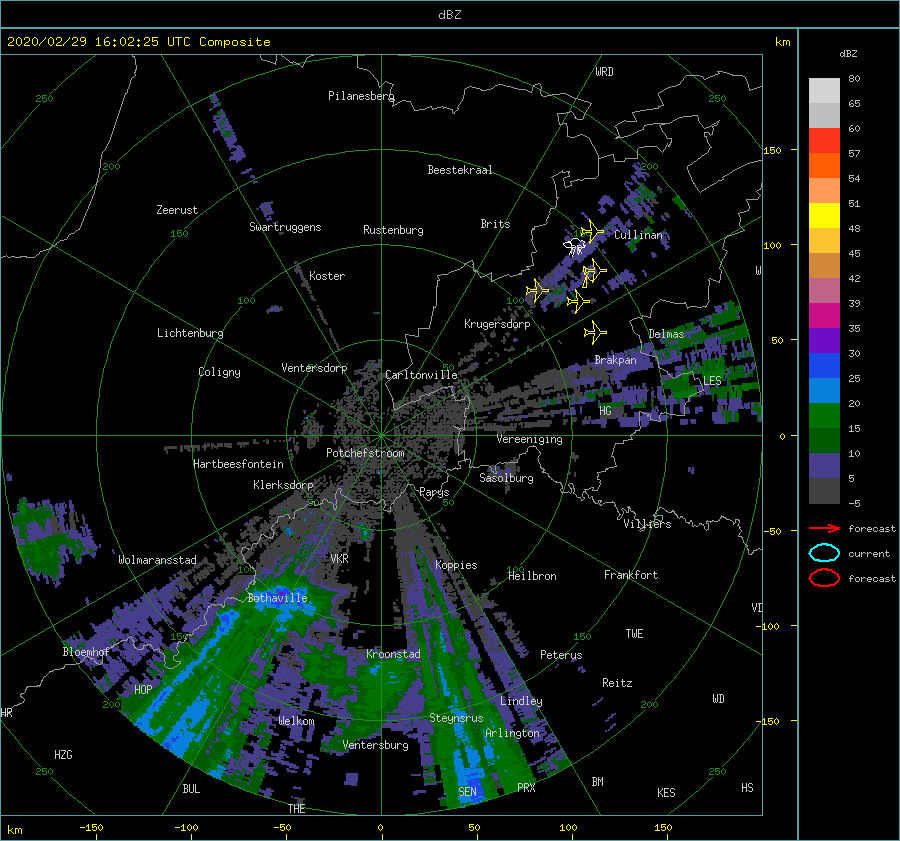 dBZ
2020/02/29 16:02:25 UTC Composite
km
dBZ
WRD
80
250
Pilanesberg
250
65
60
150
57
200
Beestekraal
200
54
Zeerust
51
Swartruggens
Rustenburg
Brits
150
Cullinan
48
100
45
W
Koster
42
100
100
39
Krugersdorp
35
Lichtenburg
Delmas
50
30
Brakpan
Coligny
Ventersdorp
Carltonville
LES
25
20
HG
15
Vereeniging
0
Potchefstroom
10
Hartbeesfontein
Sasolburg
5
Klerksdorp
Parys
50
50
-5
Villiers
-50
forecast
Wolmaransstad
VKR
Koppies
current
100
Heilbron
100
Frankfort
forecast
Bothaville
VD
-100
150
150
TWE
Bloemhof
Kroonstad
Peterys
HOP
Reitz
200
Lindley
200
WD
HR
Welkom
Steynsrus
-150
Arlington
HZG
Ventersburg
250
250
BUL
SEN
PRX
BM
KES
HS
THE
km
-150
-100
-50
0
50
100
150